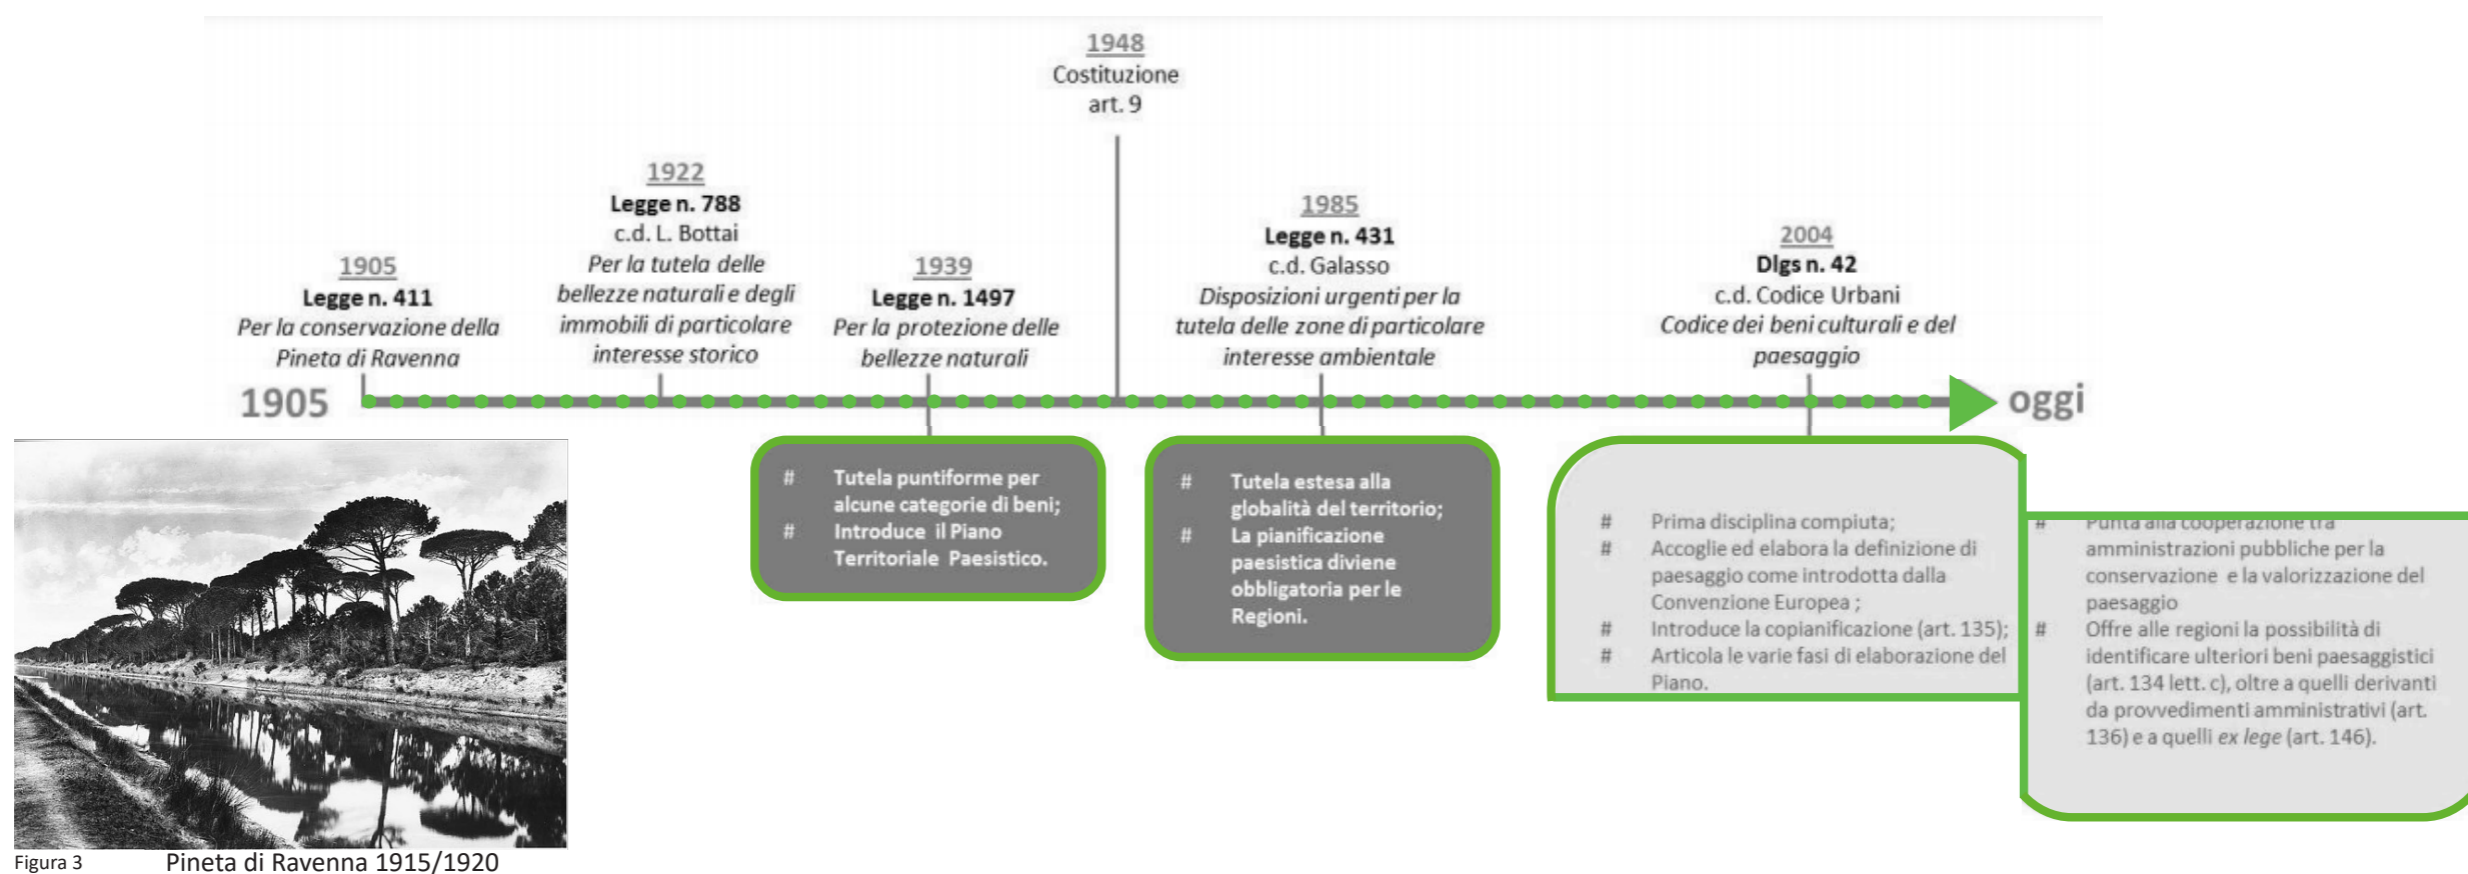 1948
Costituzione
art. 9
1922
Legge n. 788
c.d. L. Bottai
Per la tutela delle
bellezze naturali e degli
immobili di particolare
interesse storico
1985
Legge n. 431
c.d. Galasso
Disposizioni urgenti per la
tutela delle zone di particolare
interesse ambientale
2004
Dlgs n. 42
c.d. Codice Urbani
Codice dei beni culturali e del
paesaggio
1905
Legge n. 411
Per la conservazione della
Pineta di Ravenna
1939
Legge n. 1497
Per la protezione delle
bellezze naturali
1905
oggi
# Tutela puntiforme per
alcune categorie di beni;
# Introduce il Piano
Territoriale Paesistico.
# Tutela estesa alla
globalità del territorio;
# La pianificazione
paesistica diviene
obbligatoria per le
Regioni.
# Prima disciplina compiuta;
# Accoglie ed elabora la definizione di
paesaggio come introdotta dalla
Convenzione Europea ;
# Introduce la copianificazione (art. 135);
# Articola le varie fasi di elaborazione del
Piano.
# Punta alla cooperazione tra
amministrazioni pubbliche per la
conservazione e la valorizzazione del
paesaggio
# Offre alle regioni la possibilità di
identificare ulteriori beni paesaggistici
(art. 134 lett. c), oltre a quelli derivanti
da provvedimenti amministrativi (art.
136) e a quelli ex lege (art. 146).
Figura 3 Pineta di Ravenna 1915/1920